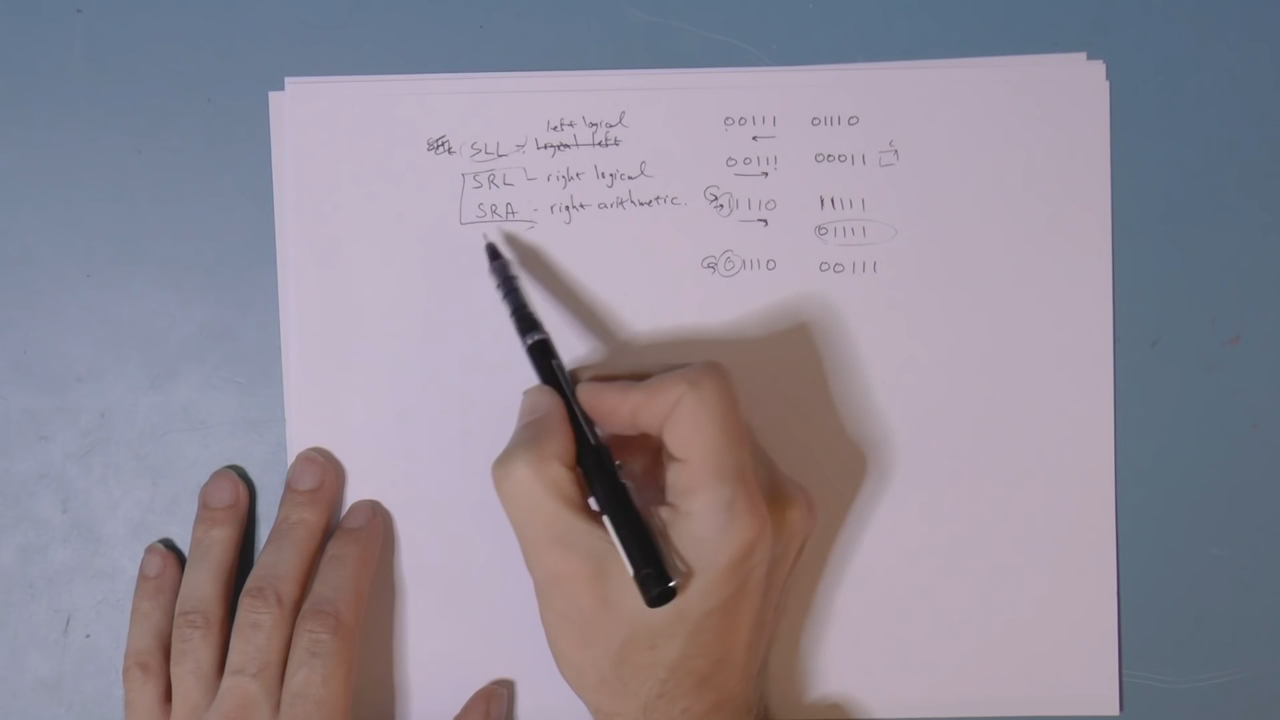 left logical
SLL - logical left 00111 01110
SRL - right logical 00111 00011 c
SRA - right arithmetic. 11110 11111
01111
01110 00111